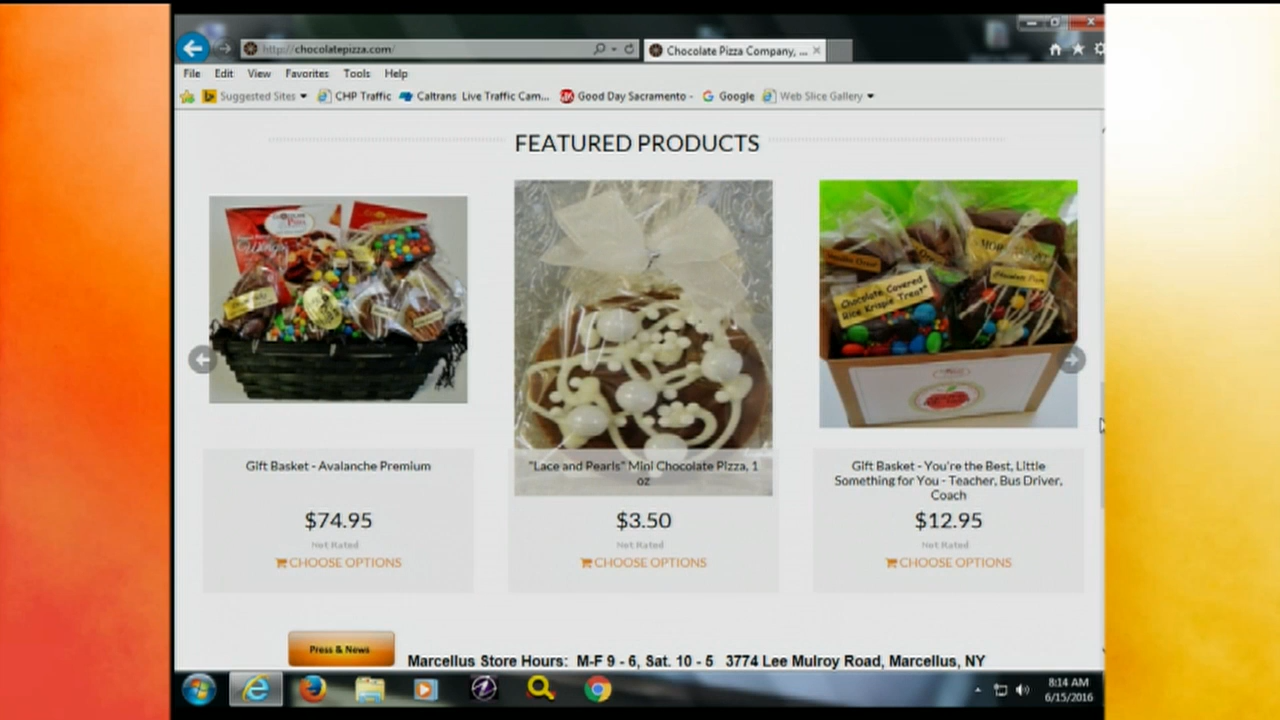 http://chocolatepizza.com/
Chocolate Pizza Company, ...
File Edit View Favorites Tools Help
Suggested Sites CHP Traffic Caltrans Live Traffic Cam... Good Day Sacramento - Google Web Slice Gallery
FEATURED PRODUCTS
Chocolate Covered
Rice Krispie Treat"
Gift Basket - Avalanche Premium
$74.95
Not Rated
CHOOSE OPTIONS
"Lace and Pearls" Mini Chocolate Pizza, 1
oz
$3.50
Not Rated
CHOOSE OPTIONS
Gift Basket - You're the Best, Little
Something for You - Teacher, Bus Driver,
Coach
$12.95
Not Rated
CHOOSE OPTIONS
Press & News
Marcellus Store Hours: M-F 9 - 6, Sat. 10 - 5 3774 Lee Mulroy Road, Marcellus, NY
8:14 AM
6/15/2016